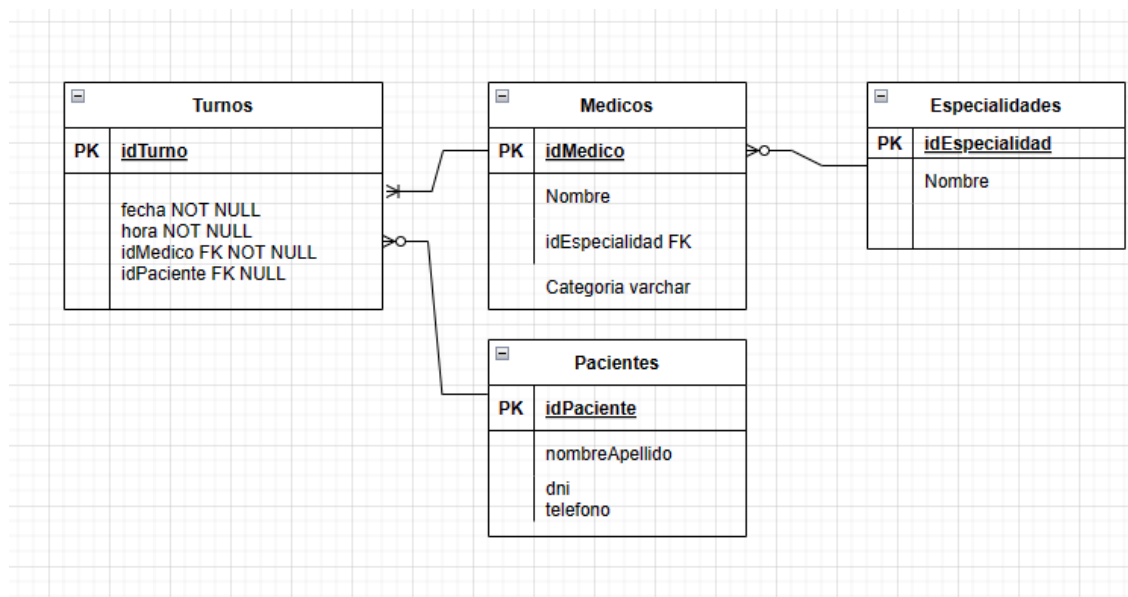 Turnos
PK idTurno
fecha NOT NULL
hora NOT NULL
idMedico FK NOT NULL
idPaciente FK NULL
Medicos
PK idMedico
Nombre
idEspecialidad FK
Categoria varchar
Especialidades
PK idEspecialidad
Nombre
Pacientes
PK idPaciente
nombreApellido
dni
telefono